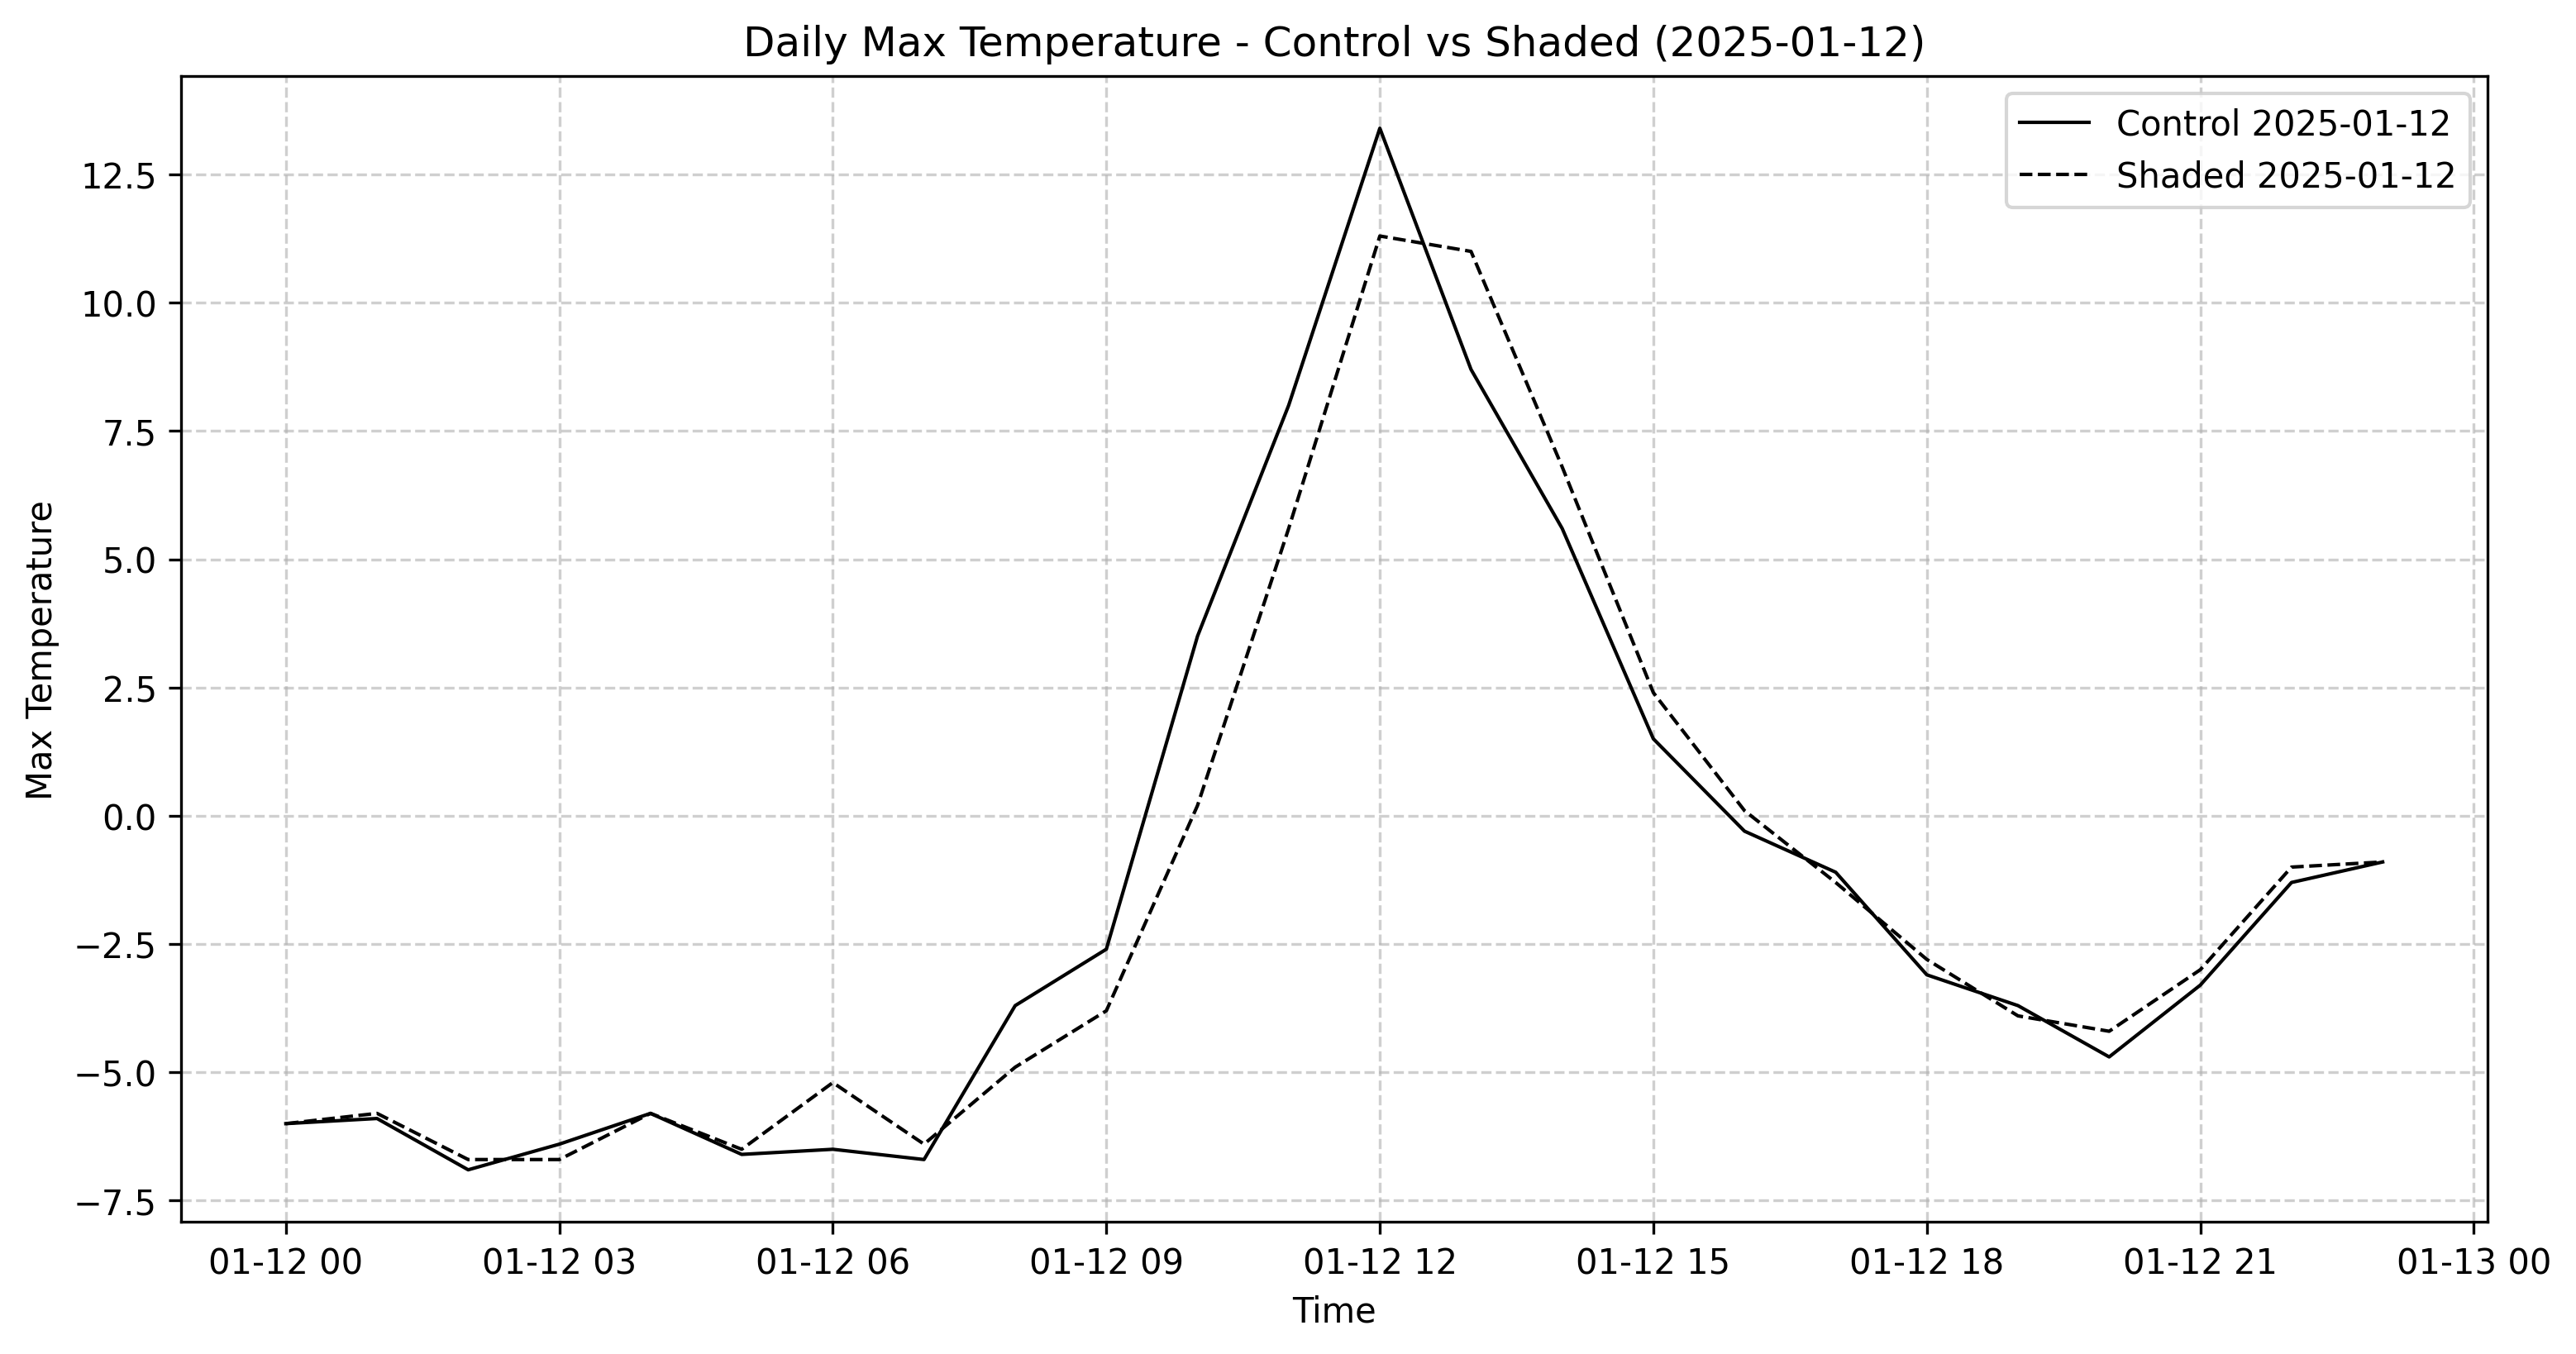 Daily Max Temperature - Control vs Shaded (2025-01-12)
Control 2025-01-12
Shaded 2025-01-12
Max Temperature
12.5
10.0
7.5
5.0
2.5
0.0
−2.5
−5.0
−7.5
01-12 00 01-12 03 01-12 06 01-12 09 01-12 12 01-12 15 01-12 18 01-12 21 01-13 00
Time